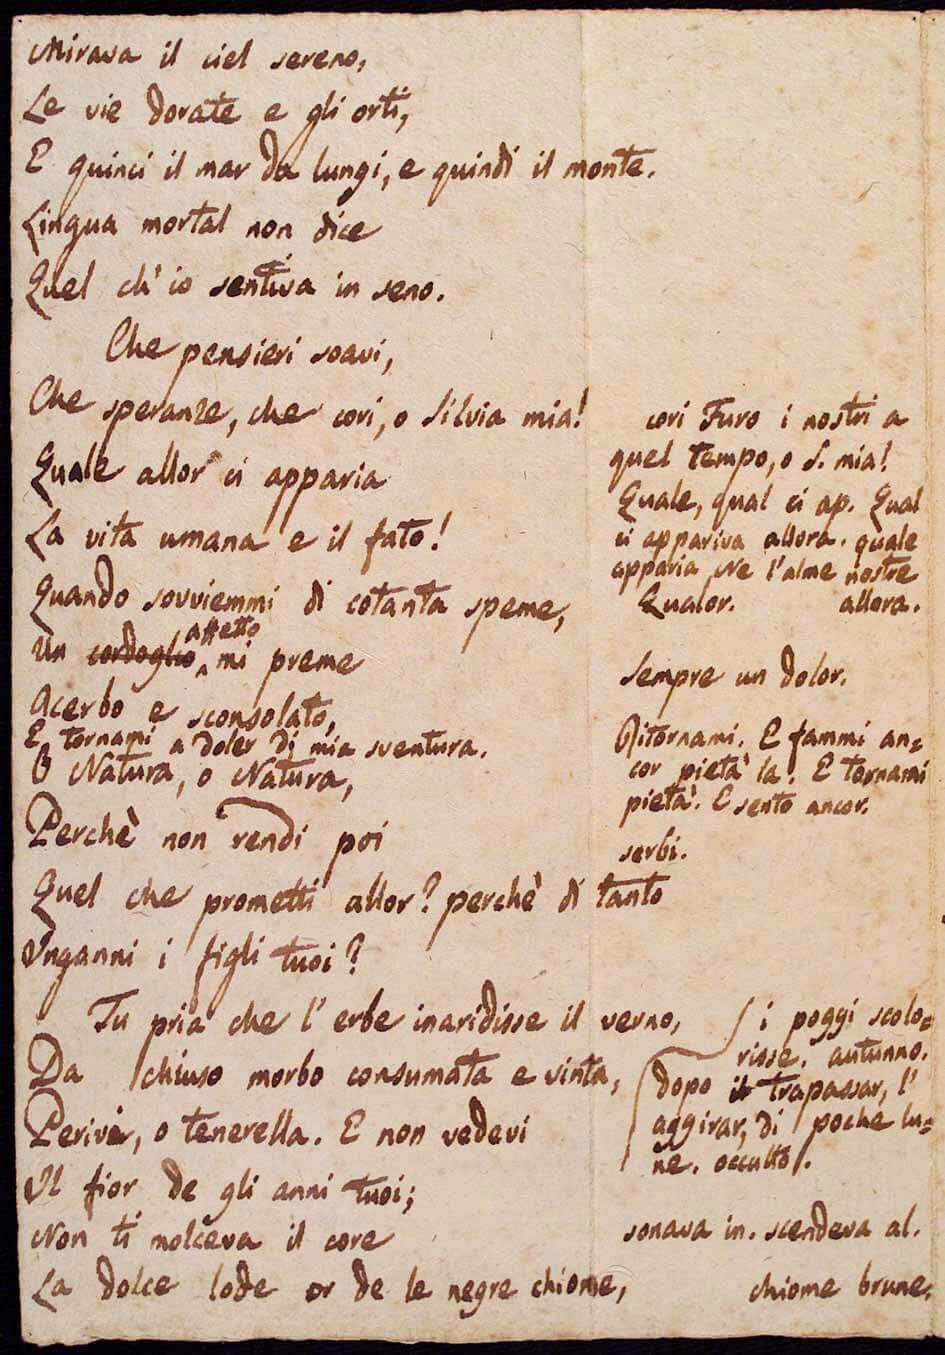 Mirava il ciel sereno,
Le vie dorate e gli orti,
E quinci il mar da lungi, e quindi il monte.
Lingua mortal non dice
Quel ch' io sentiva in seno.
Che pensieri soavi,
Che speranze, che cori, o Silvia mia!
Quale allor ci apparia
La vita umana e il fato!
Quando sovviemmi di cotanta speme,
affetto
Un cordoglio mi preme
Acerbo e sconsolato,
E tornami a doler di mia sventura.
O Natura, o Natura,
Perchè non rendi poi
Quel che prometti allor? perchè di tanto
Inganni i figli tuoi?
Tu pria che l' erbe inaridisse il verno,
Da chiuso morbo consumata e vinta,
Perivi, o tenerella. E non vedevi
Il fior de gli anni tuoi;
Non ti molceva il core
La dolce lode or de le negre chiome,
cori Furo i nostri a
quel tempo, o S. mia!
Quale, qual ci ap. Qual
ci appariva allora. quale
apparia Ne l'alme nostre
Qualor. allora.
Sempre un dolor.
Ritornami. E fammi an=
cor pietà la. E tornami
pietà. E sento ancor.
serbi.
i poggi scolo=
risse. autunno.
dopo il trapassar, l'
aggirar, di poche lu=
ne. occulto.
sonava in. scendeva al.
chiome brune.